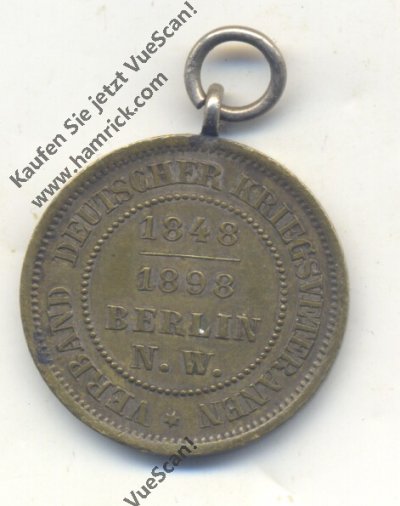 Kaufen Sie jetzt VueScan!
www.hamrick.com
VERBAND DEUTSCHER KRIEGSVETERANEN
1848
1898
BERLIN
N. W.
VueScan!